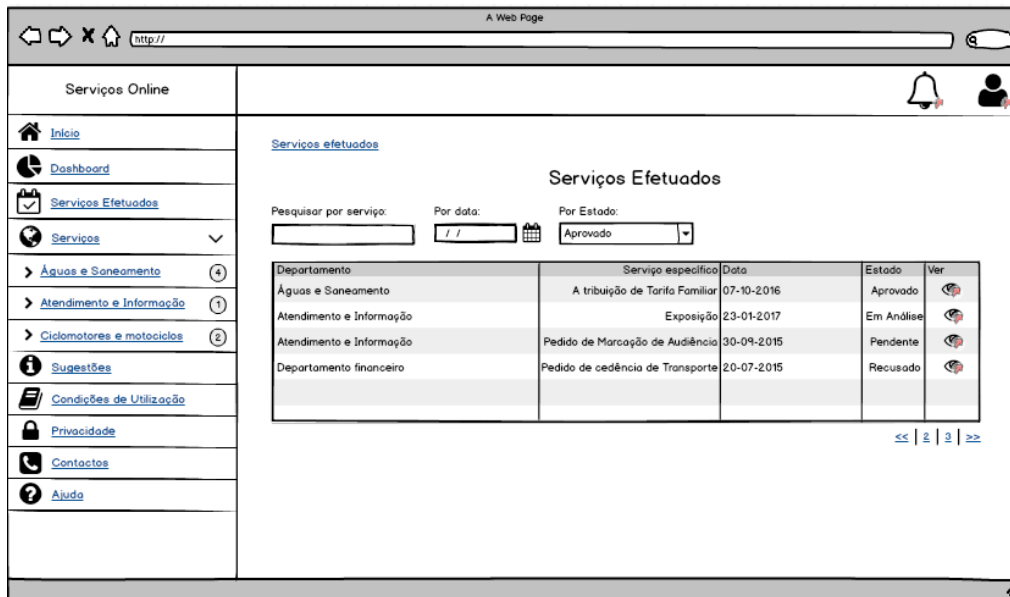 A Web Page
http://
Serviços Online
Início
Dashboard
Serviços Efetuados
Serviços
Águas e Saneamento 4
Atendimento e Informação 1
Ciclomotores e motociclos 2
Sugestões
Condições de Utilização
Privacidade
Contactos
Ajuda
Serviços efetuados
Serviços Efetuados
Pesquisar por serviço: Por data: Por Estado:
/ / Aprovado
Departamento Serviço específico Data Estado Ver
Águas e Saneamento A tribuição de Tarifa Familiar 07-10-2016 Aprovado
Atendimento e Informação Exposição 23-01-2017 Em Análise
Atendimento e Informação Pedido de Marcação de Audiência 30-09-2015 Pendente
Departamento financeiro Pedido de cedência de Transporte 20-07-2015 Recusado
<< | 2 | 3 | >>